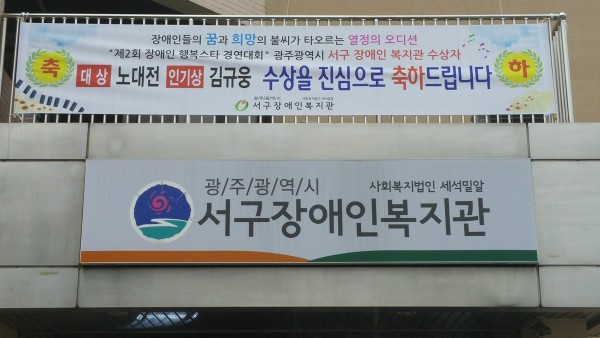 장애인들의 꿈과 희망의 불씨가 타오르는 열정의 오디션
"제2회 장애인 행복스타 경연대회" 광주광역시 서구 장애인 복지관 수상자
축 대상 노대전 인기상 김규웅 수상을 진심으로 축하드립니다 하
서구장애인복지관
광/주/광/역/시 사회복지법인 세석밀알
서구장애인복지관